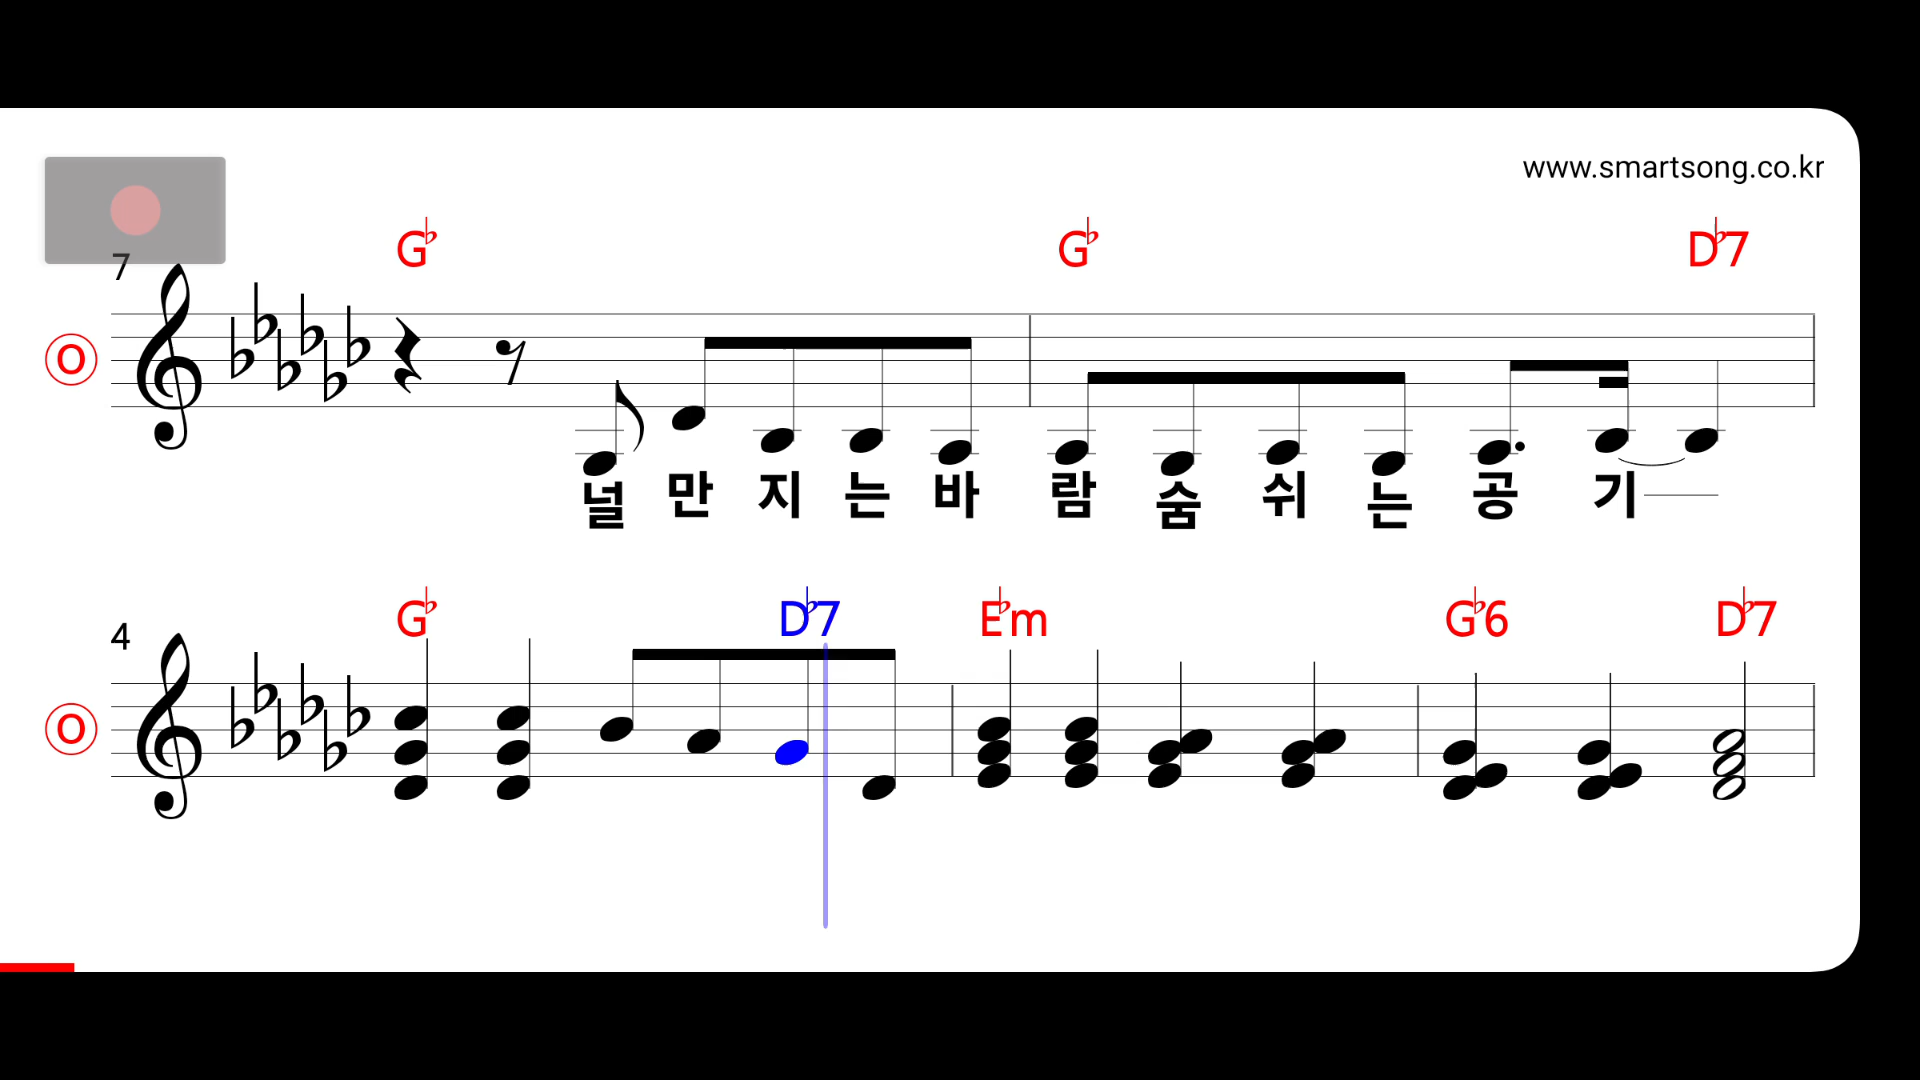 www.smartsong.co.kr
G♭ G♭ D♭7
7
O
널 만 지 는 바 람 숨 쉬 는 공 기
G♭ D♭7 E♭m G♭6 D♭7
4
O